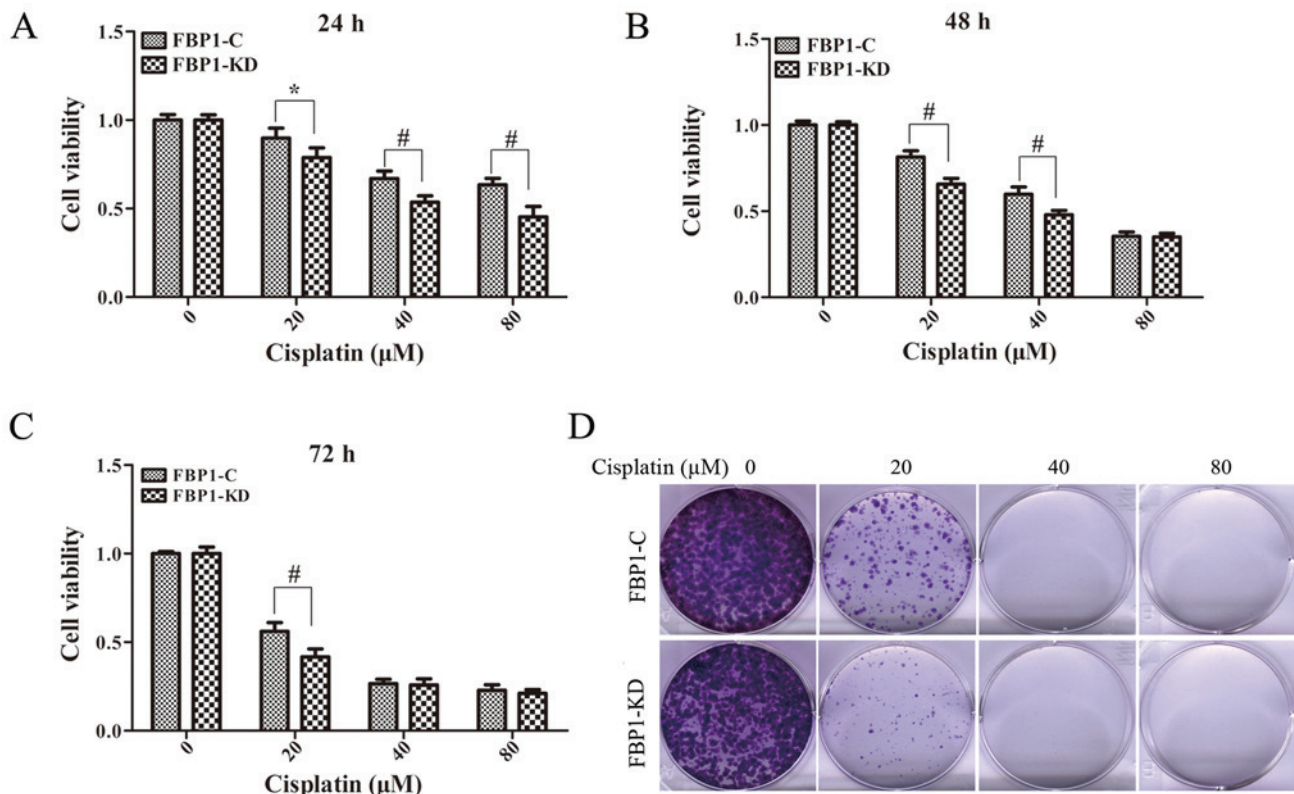 A
24 h
FBP1-C
FBP1-KD
*
#
#
Cell viability
1.5
1.0
0.5
0.0
0
20
40
80
Cisplatin (μM)
B
48 h
FBP1-C
FBP1-KD
#
#
Cell viability
1.5
1.0
0.5
0.0
0
20
40
80
Cisplatin (μM)
C
72 h
FBP1-C
FBP1-KD
#
Cell viability
1.5
1.0
0.5
0.0
0
20
40
80
Cisplatin (μM)
D
Cisplatin (μM) 0 20 40 80
FBP1-C
FBP1-KD